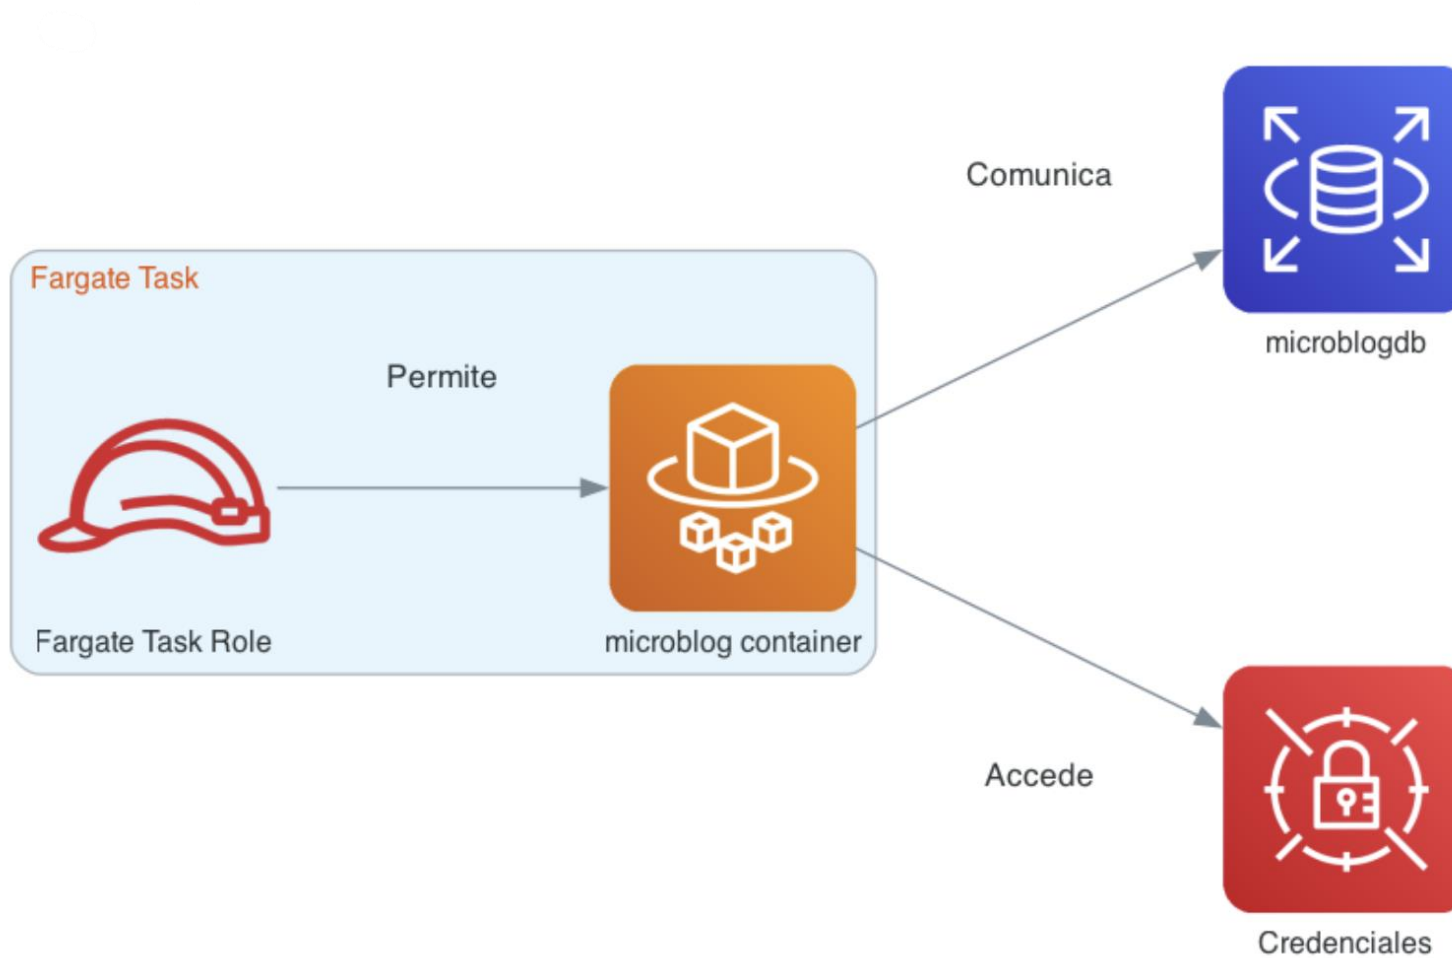 Comunica
microblogdb
Fargate Task
Permite
Fargate Task Role
microblog container
Accede
Credenciales